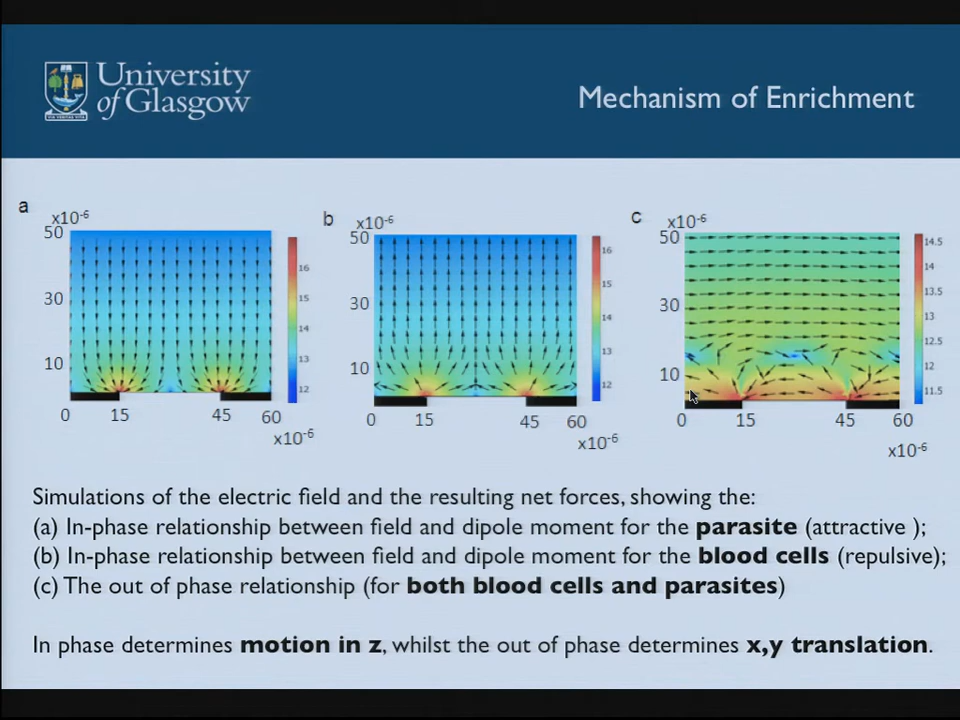 University
of Glasgow
Mechanism of Enrichment
a
x10-6
50
30
10
0 15 45 60
x10-6
16
15
14
13
12
b
x10-6
50
30
10
0 15 45 60
x10-6
16
15
14
13
12
c
x10-6
50
30
10
0 15 45 60
x10-6
14.5
14
13.5
13
12.5
12
11.5
Simulations of the electric field and the resulting net forces, showing the:
(a) In-phase relationship between field and dipole moment for the parasite (attractive );
(b) In-phase relationship between field and dipole moment for the blood cells (repulsive);
(c) The out of phase relationship (for both blood cells and parasites)
In phase determines motion in z, whilst the out of phase determines x,y translation.